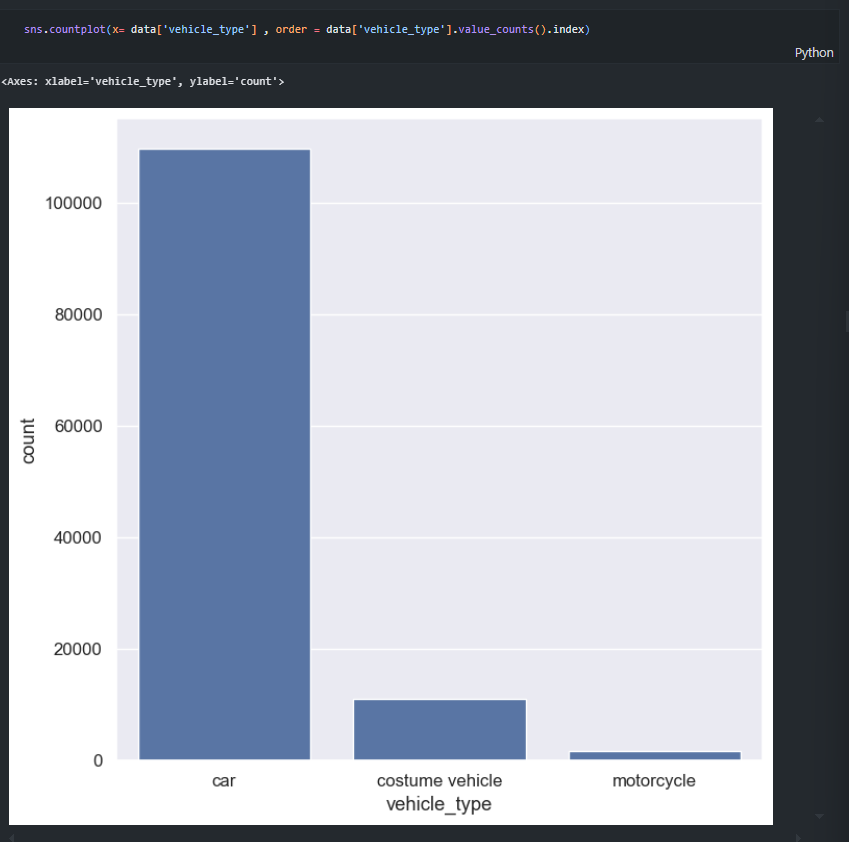 sns.countplot(x= data['vehicle_type'] , order = data['vehicle_type'].value_counts().index)
Python
<Axes: xlabel='vehicle_type', ylabel='count'>
100000
80000
60000
40000
20000
0
count
car costume vehicle motorcycle
vehicle_type